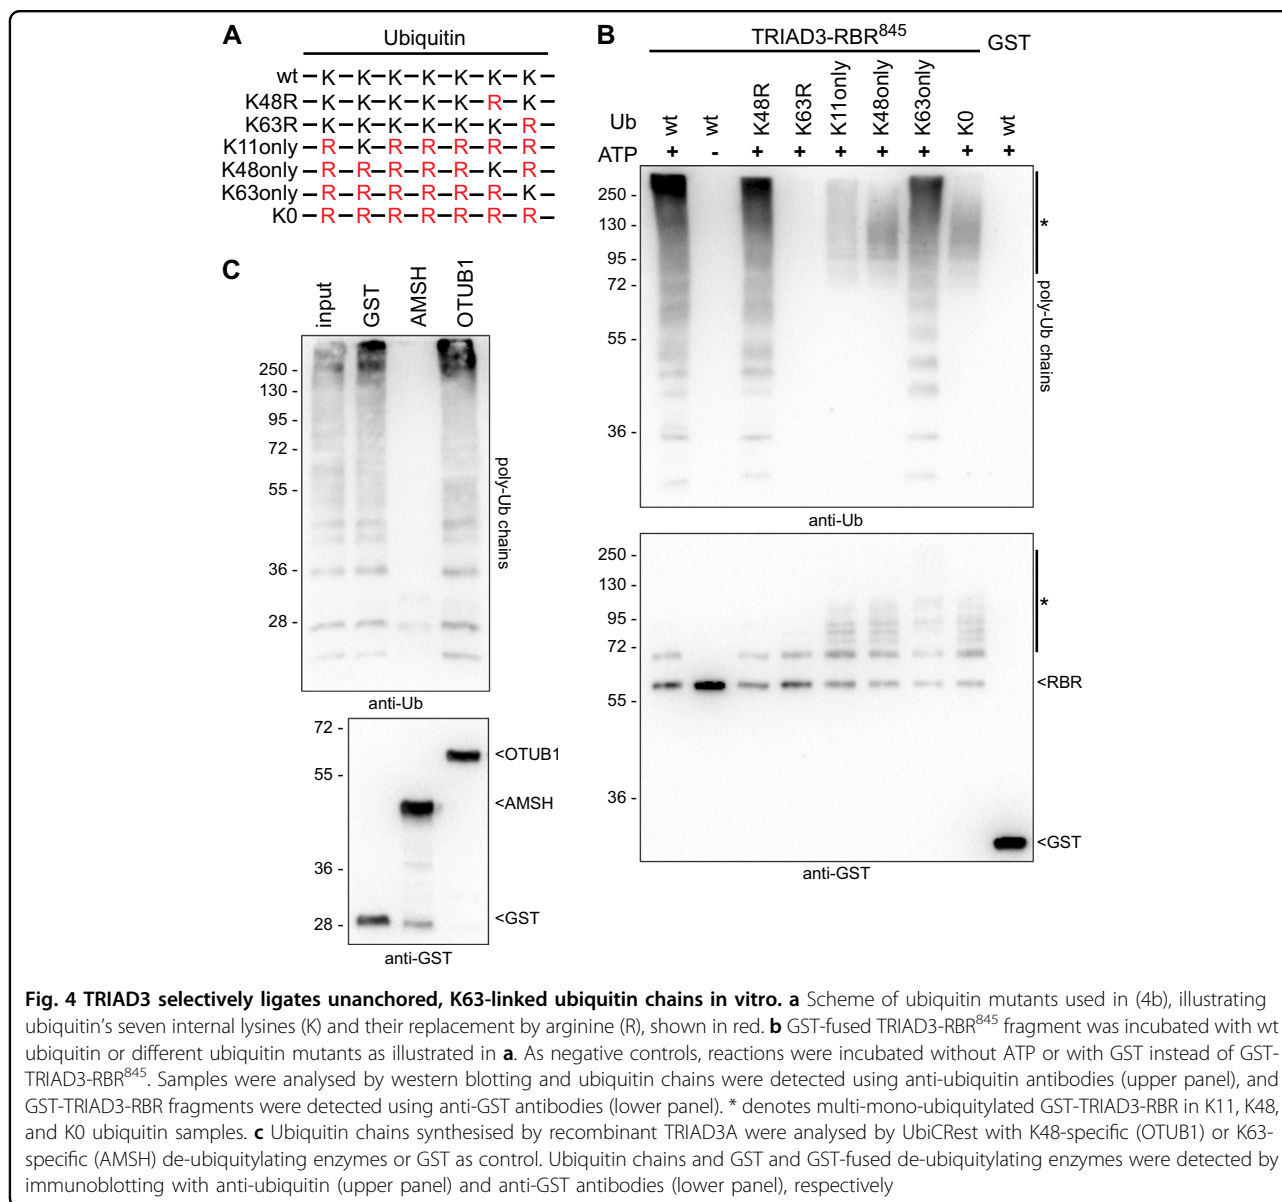 A
Ubiquitin
wt –K–K–K–K–K–K–K–
K48R –K–K–K–K–K–R–K–
K63R –K–K–K–K–K–K–R–
K11only –R–K–R–R–R–R–R–
K48only –R–R–R–R–R–K–R–
K63only –R–R–R–R–R–R–K–
K0 –R–R–R–R–R–R–R–
B
TRIAD3-RBR845 GST
Ub wt wt K48R K63R K11only K48only K63only K0 wt
ATP + - + + + + + + +
250 -
130 -
95 -
72 -
55 -
36 -
*
poly-Ub chains
anti-Ub
250 -
130 -
95 -
72 -
55 -
36 -
*
<RBR
<GST
anti-GST
C
input GST AMSH OTUB1
250 -
130 -
95 -
72 -
55 -
36 -
28 -
poly-Ub chains
anti-Ub
72 -
55 -
36 -
28 -
<OTUB1
<AMSH
<GST
anti-GST
Fig. 4 TRIAD3 selectively ligates unanchored, K63-linked ubiquitin chains in vitro. a Scheme of ubiquitin mutants used in (4b), illustrating
ubiquitin's seven internal lysines (K) and their replacement by arginine (R), shown in red. b GST-fused TRIAD3-RBR845 fragment was incubated with wt
ubiquitin or different ubiquitin mutants as illustrated in a. As negative controls, reactions were incubated without ATP or with GST instead of GST-
TRIAD3-RBR845. Samples were analysed by western blotting and ubiquitin chains were detected using anti-ubiquitin antibodies (upper panel), and
GST-TRIAD3-RBR fragments were detected using anti-GST antibodies (lower panel). * denotes multi-mono-ubiquitylated GST-TRIAD3-RBR in K11, K48,
and K0 ubiquitin samples. c Ubiquitin chains synthesised by recombinant TRIAD3A were analysed by UbiCRest with K48-specific (OTUB1) or K63-
specific (AMSH) de-ubiquitylating enzymes or GST as control. Ubiquitin chains and GST and GST-fused de-ubiquitylating enzymes were detected by
immunoblotting with anti-ubiquitin (upper panel) and anti-GST antibodies (lower panel), respectively